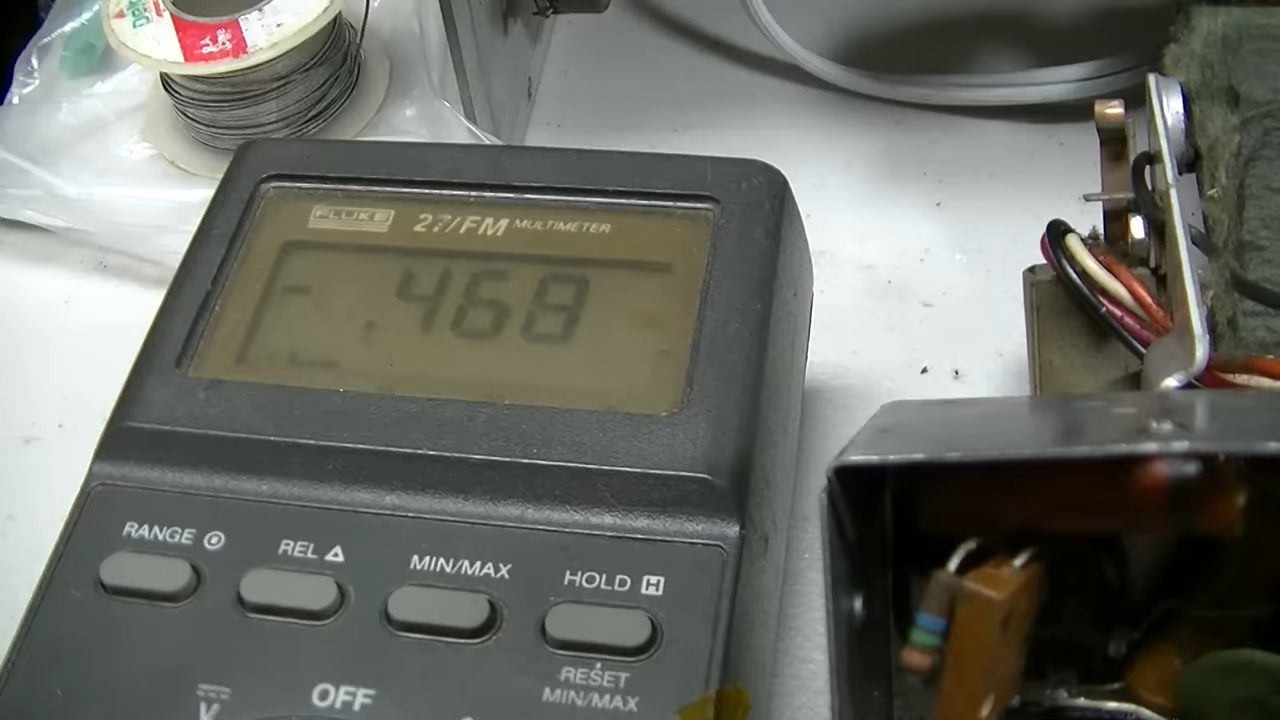 FLUKE 27/FM MULTIMETER
- .468
RANGE
REL
MIN/MAX
HOLD H
RESET
MIN/MAX
V
OFF